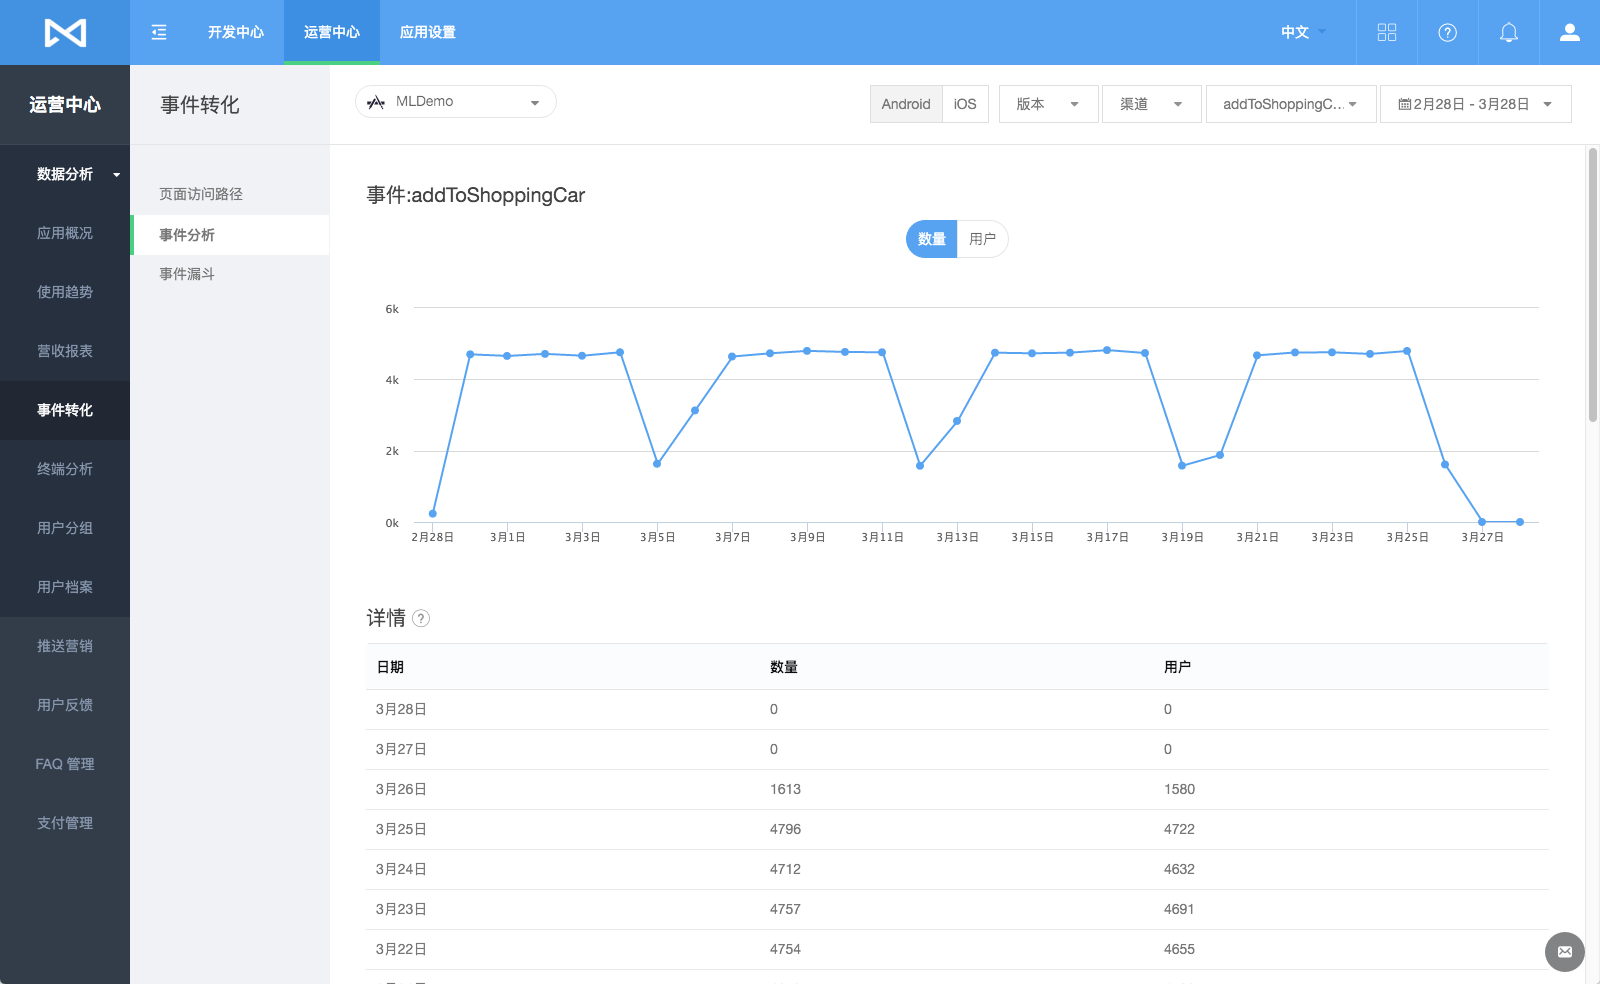 开发中心 运营中心 应用设置 中文
运营中心
事件转化
MLDemo
Android iOS 版本 渠道 addToShoppingC... 2月28日 - 3月28日
数据分析
应用概况
使用趋势
营收报表
事件转化
终端分析
用户分组
用户档案
推送营销
用户反馈
FAQ 管理
支付管理
页面访问路径
事件分析
事件漏斗
事件:addToShoppingCar
数量 用户
6k
4k
2k
0k
2月28日 3月1日 3月3日 3月5日 3月7日 3月9日 3月11日 3月13日 3月15日 3月17日 3月19日 3月21日 3月23日 3月25日 3月27日
详情 ?
日期 数量 用户
3月28日 0 0
3月27日 0 0
3月26日 1613 1580
3月25日 4796 4722
3月24日 4712 4632
3月23日 4757 4691
3月22日 4754 4655